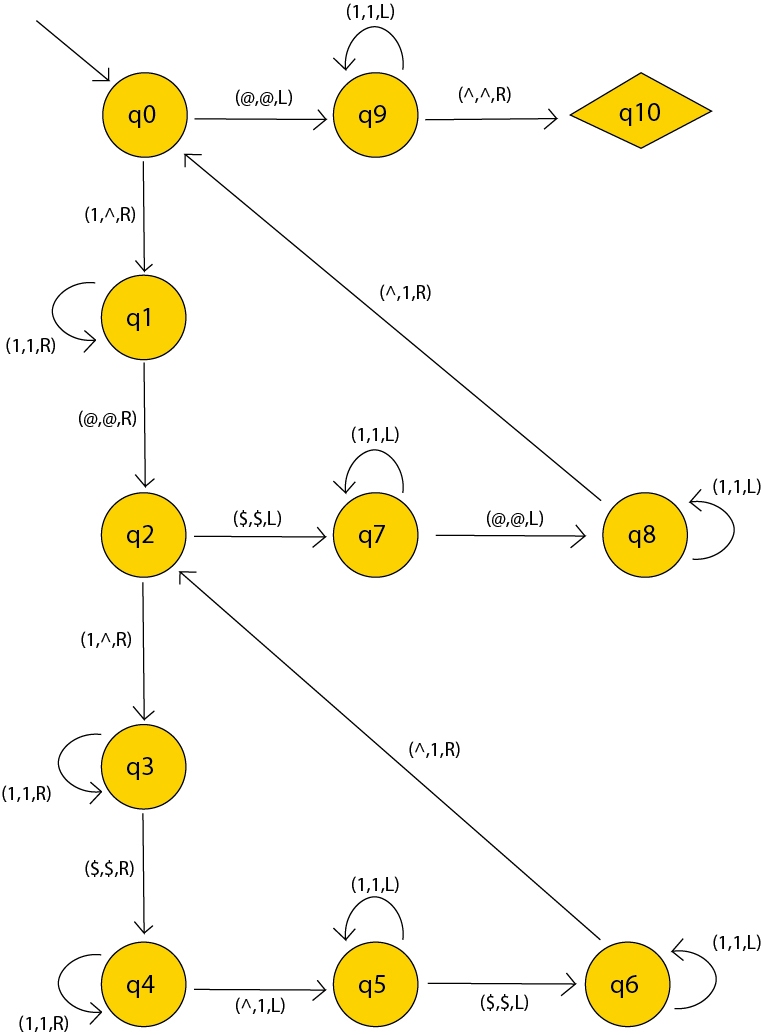 (1,1,L)
(@,@,L)
(^,^,R)
q0
q9
q10
(1,^,R)
(^,1,R)
q1
(1,1,R)
(@,@,R)
(1,1,L)
(1,1,L)
($,$,L)
(@,@,L)
q2
q7
q8
(1,^,R)
(^,1,R)
q3
(1,1,R)
($,$,R)
(1,1,L)
(1,1,L)
q4
q5
q6
(^,1,L)
($,$,L)
(1,1,R)